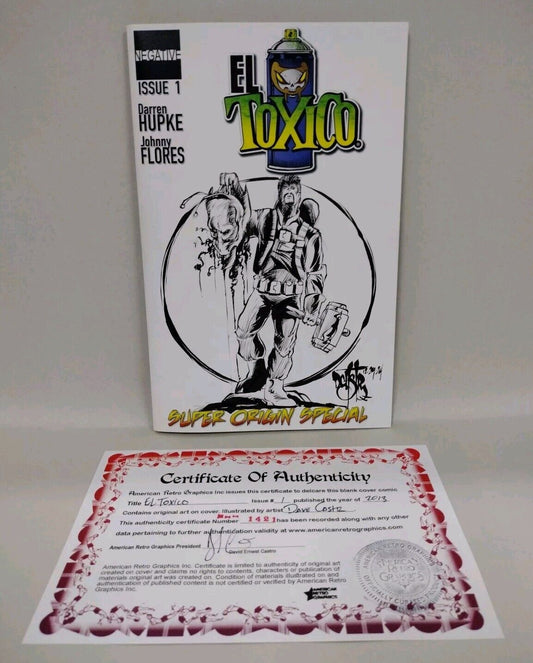 NEGATIVE
ISSUE 1
Darren
HUPKE
Johnny
FLORES
EL
TOXICO
SUPER ORIGIN SPECIAL
Certificate Of Authenticity
American Retro Graphics Inc issues this certificate to delcare this blank cover comic
Title EL TOXICO Issue # 1 published the year of 2013
Contains original art on cover. Illustrated by artist Dave
This authenticity certificate Number 1421 has been recorded along with any other
data pertaining to further authentication validity at www.americanretrographics.com
American Retro Graphics President
David Ernest Castro
American Retro Graphics Inc. Certificate is limited to authenticity of original art
created on cover and claims no rights to contents, characters or publication of
materials original art was created on. Condition of materials illustrated on and
authentication of published content is not certified or verified by American Retro
Graphics Inc.
AMERICAN
RETRO
GRAPHICS